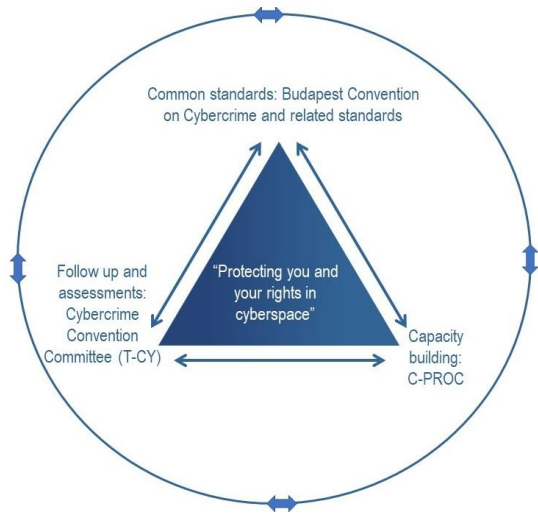 Common standards: Budapest Convention
on Cybercrime and related standards
“Protecting you and
your rights in
cyberspace”
Follow up and
assessments:
Cybercrime
Convention
Committee (T-CY)
Capacity
building:
C-PROC